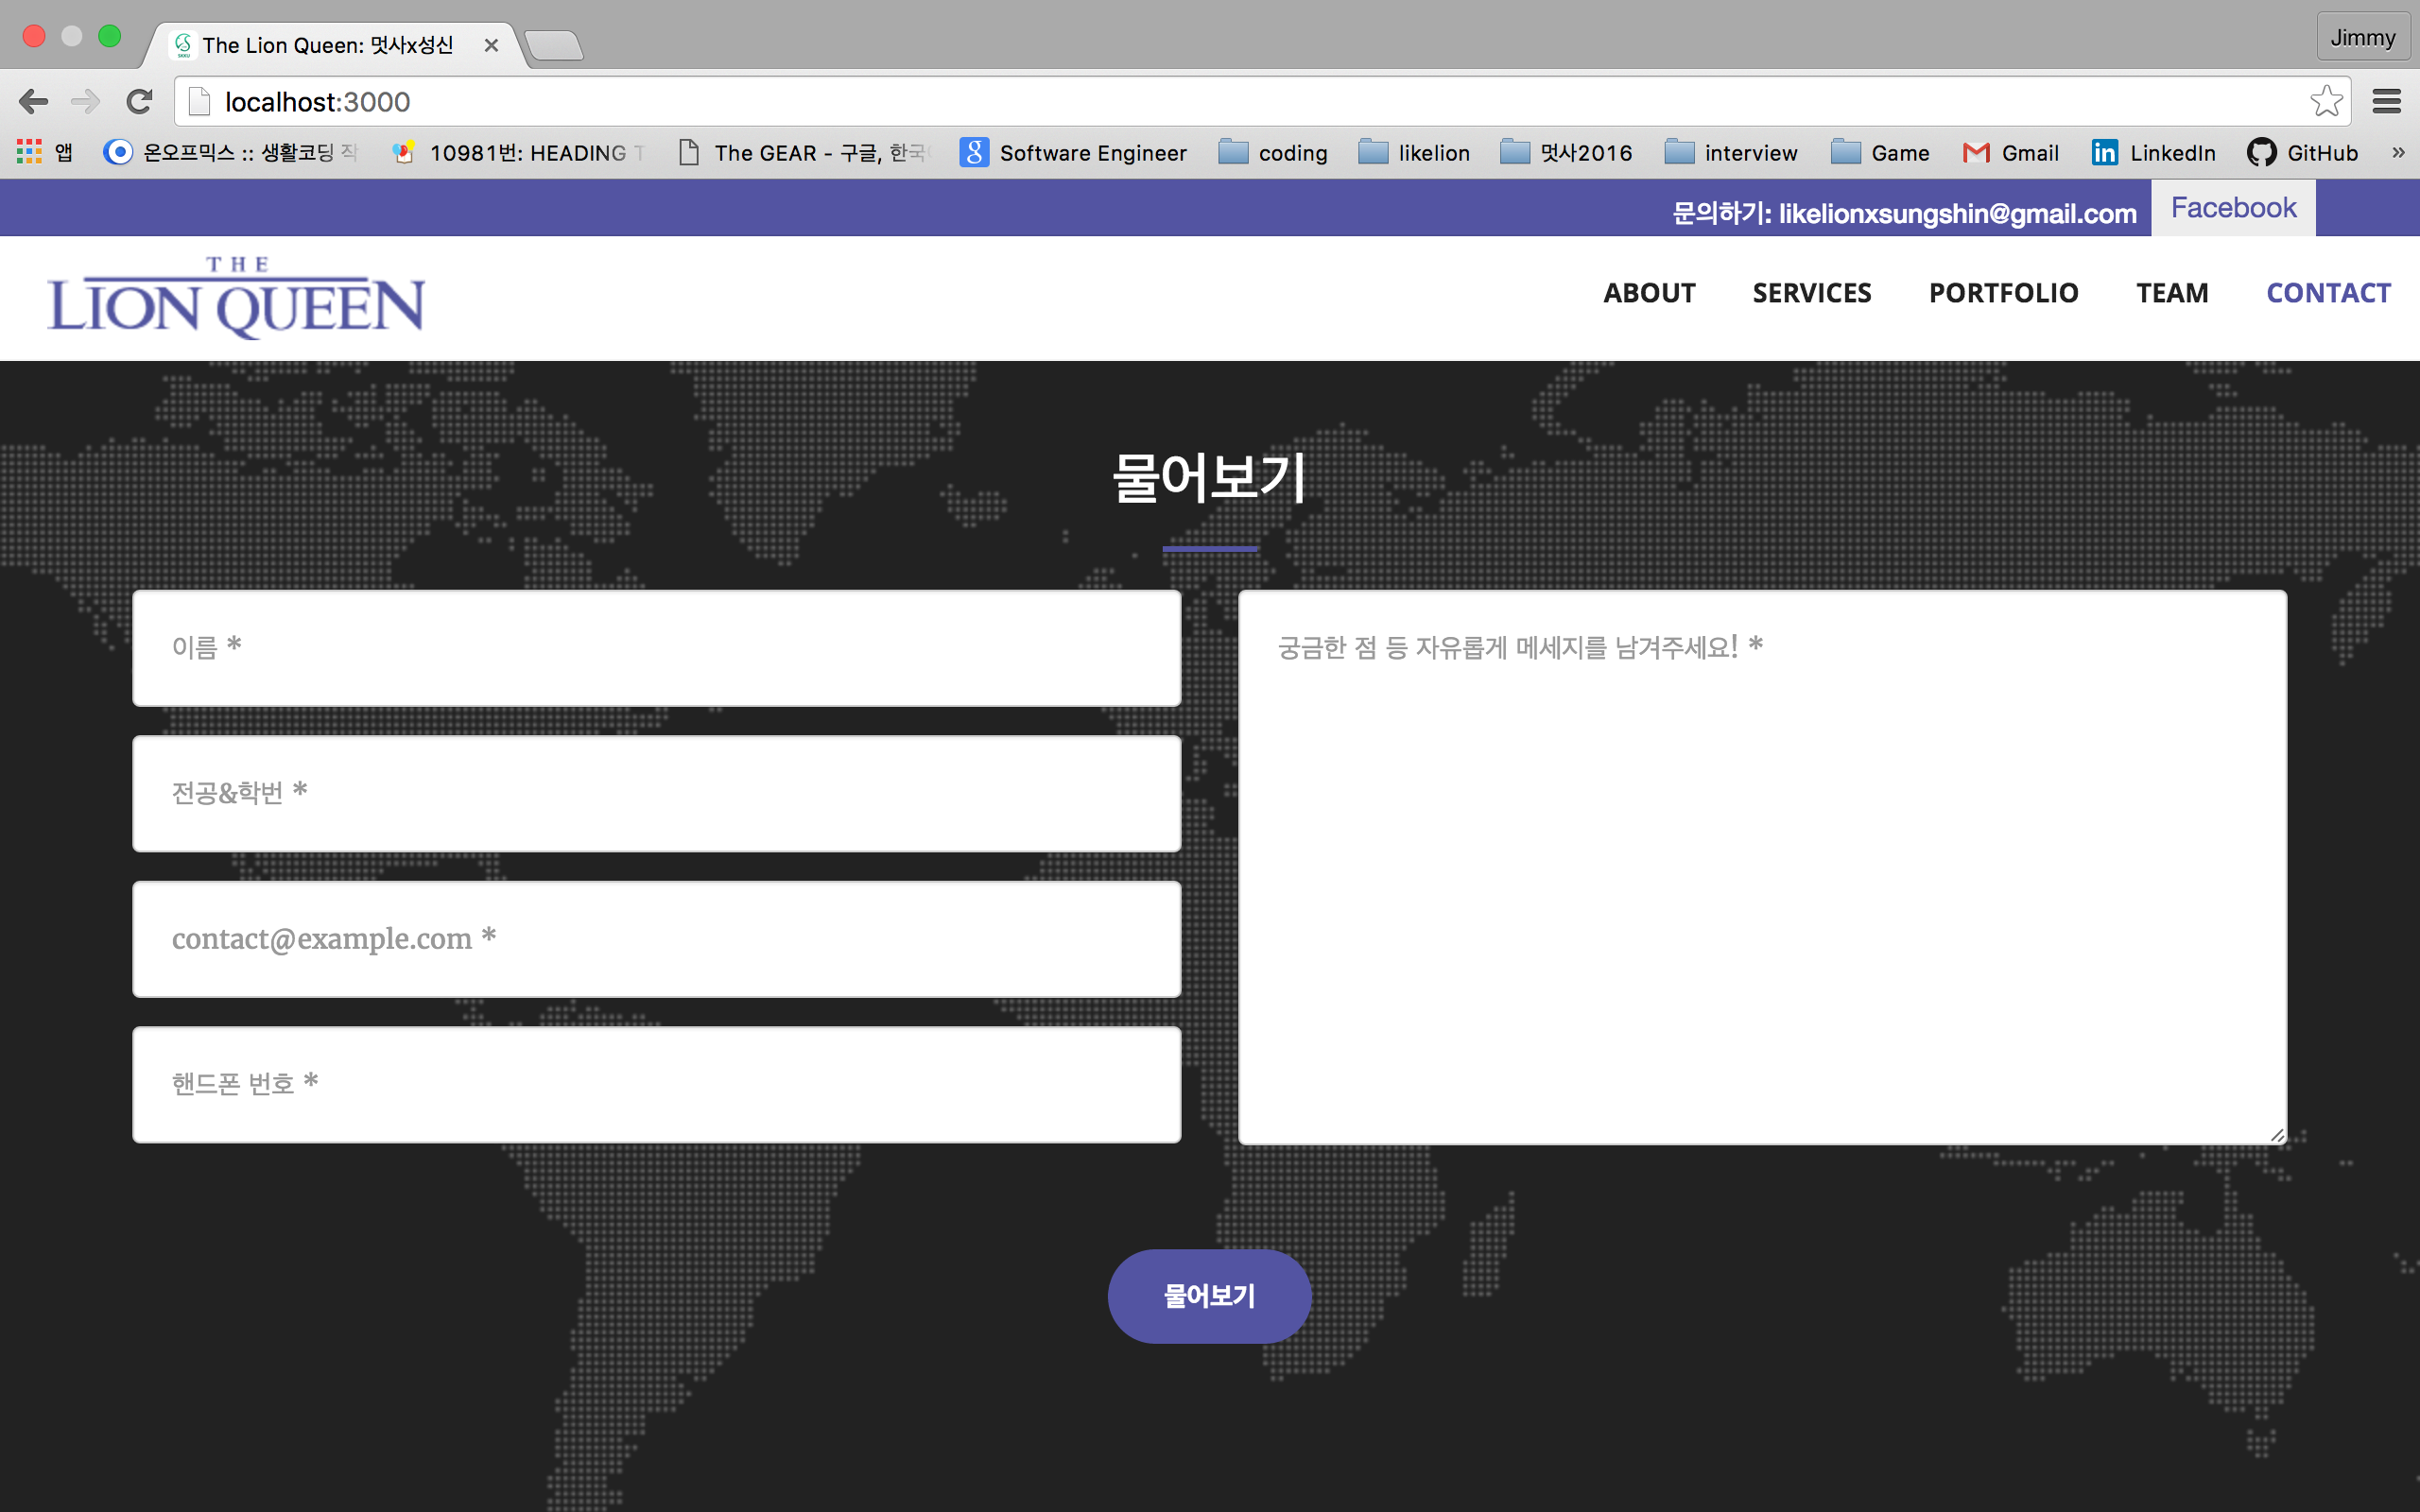 The Lion Queen: 멋사x성신
Jimmy
localhost:3000
앱 온오프믹스 :: 생활코딩 작 10981번: HEADING T The GEAR - 구글, 한국 Software Engineer coding likelion 멋사2016 interview Game Gmail LinkedIn GitHub »
문의하기: likelionxsungshin@gmail.com Facebook
THE
LION QUEEN
ABOUT SERVICES PORTFOLIO TEAM CONTACT
물어보기
이름 *
궁금한 점 등 자유롭게 메세지를 남겨주세요! *
전공&학번 *
contact@example.com *
핸드폰 번호 *
물어보기